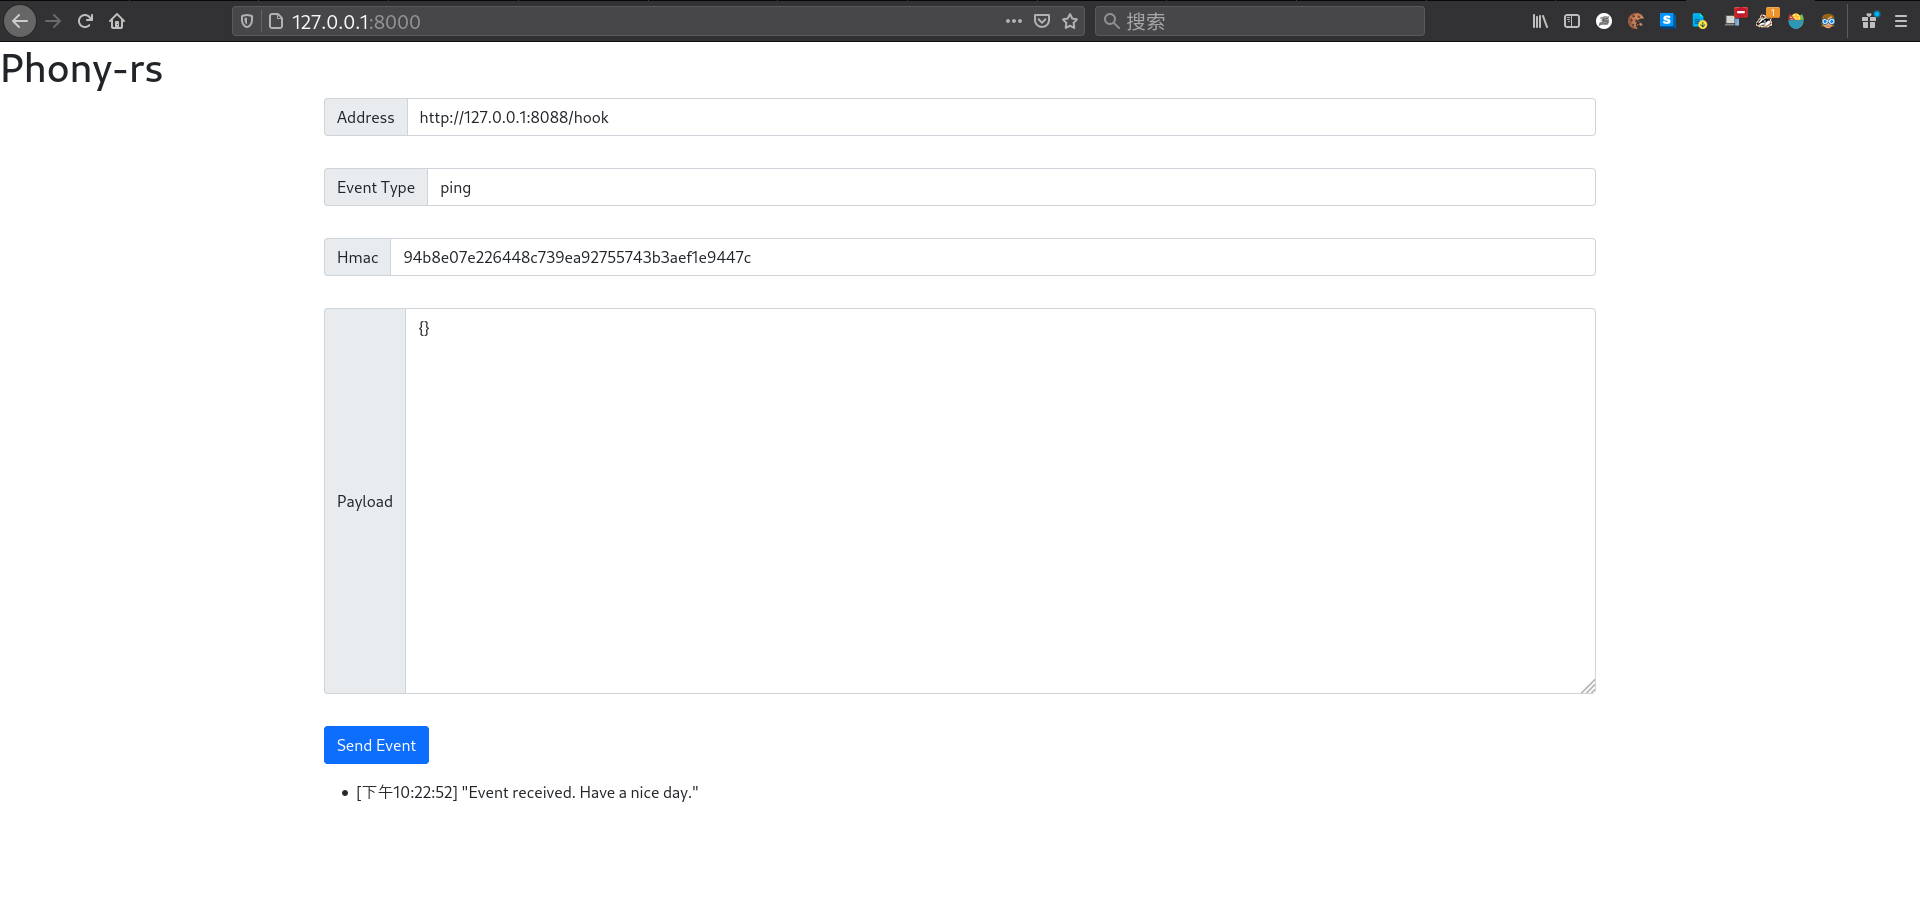 127.0.0.1:8000
搜索
1
Phony-rs
Address http://127.0.0.1:8088/hook
Event Type ping
Hmac 94b8e07e226448c739ea92755743b3aef1e9447c
Payload {}
Send Event
• [下午10:22:52] "Event received. Have a nice day."